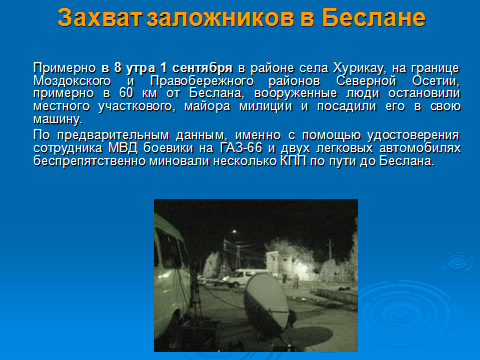 Захват заложников в Беслане
Примерно в 8 утра 1 сентября в районе села Хурикау, на границе
Моздокского и Правобережного районов Северной Осетии,
примерно в 60 км от Беслана, вооруженные люди остановили
местного участкового, майора милиции и посадили его в свою
машину.
По предварительным данным, именно с помощью удостоверения
сотрудника МВД боевики на ГАЗ-66 и двух легковых автомобилях
беспрепятственно миновали несколько КПП по пути до Беслана.